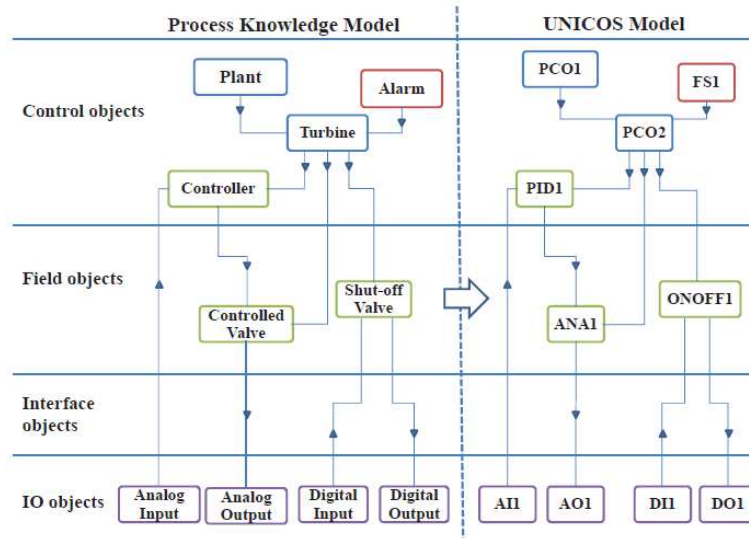 Process Knowledge Model
UNICOS Model
Control objects
Plant
Alarm
Turbine
Controller
PCO1
FS1
PCO2
PID1
Field objects
Controlled
Valve
Shut-off
Valve
ANA1
ONOFF1
Interface
objects
IO objects
Analog
Input
Analog
Output
Digital
Input
Digital
Output
AI1
AO1
DI1
DO1